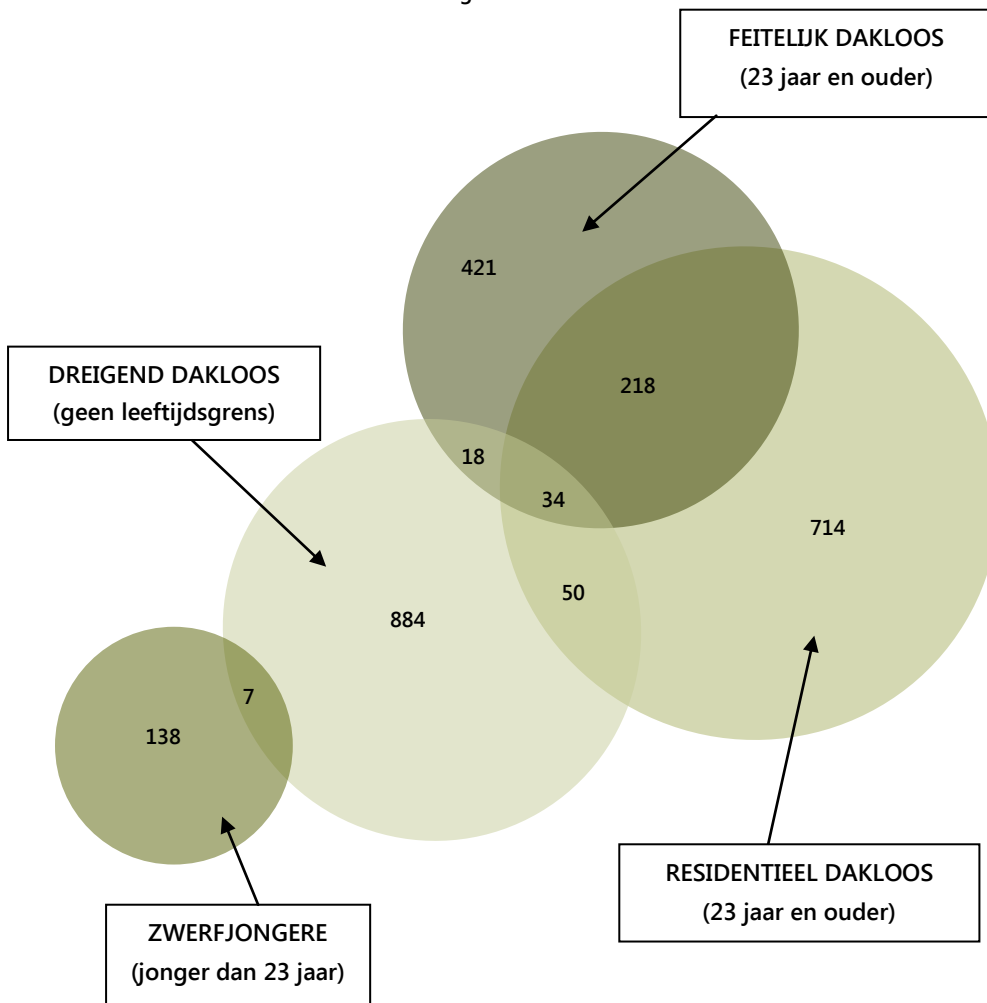 g
FEITELIJK DAKLOOS
(23 jaar en ouder)
421
DREIGEND DAKLOOS
(geen leeftijdsgrens)
218
18
34
714
50
884
7
138
RESIDENTIEEL DAKLOOS
(23 jaar en ouder)
ZWERFJONGERE
(jonger dan 23 jaar)